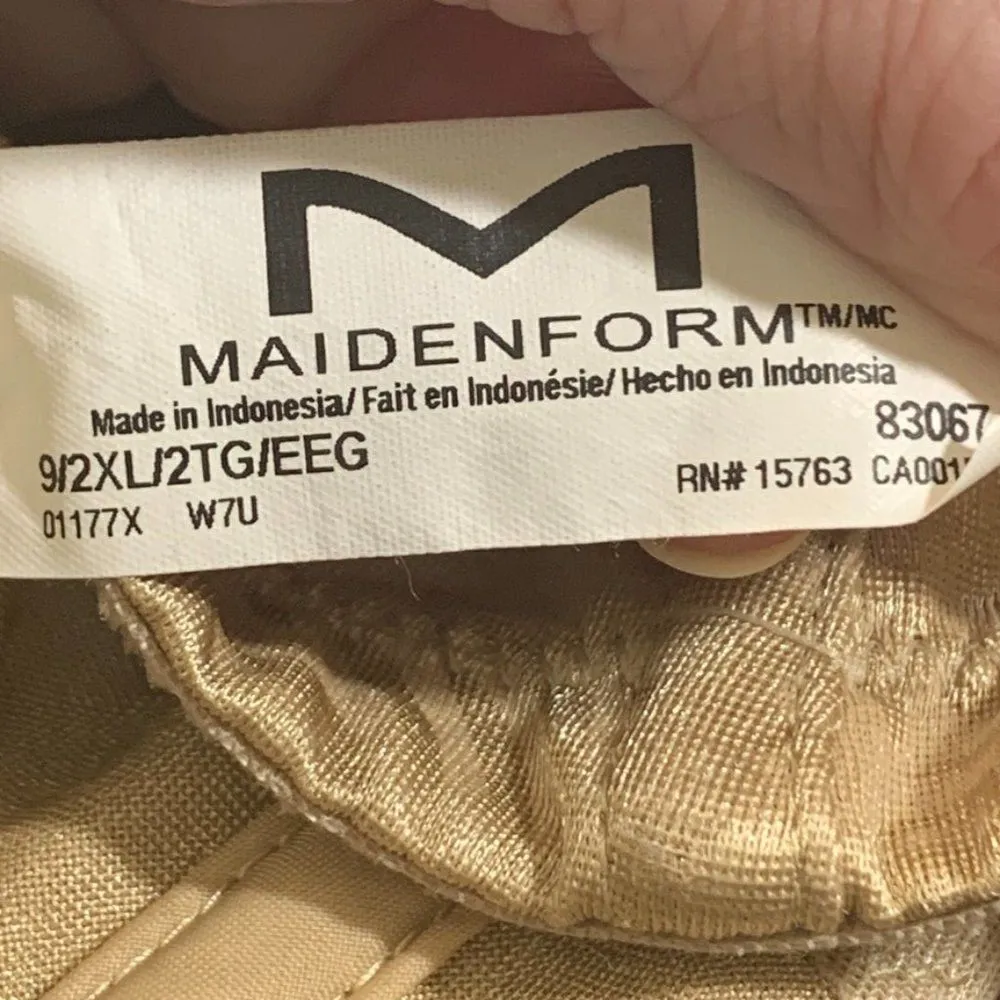 M
MAIDENFORM™/MC
Made in Indonesia/ Fait en Indonésie/ Hecho en Indonesia
9/2XL/2TG/EEG 83067
01177X W7U RN# 15763